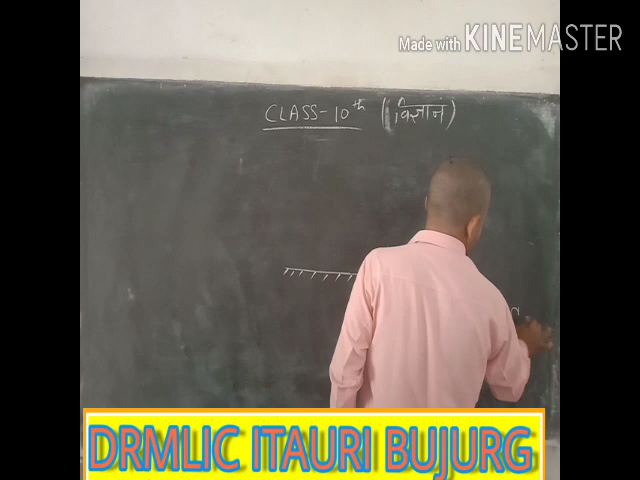 Made with KINEMASTER
CLASS-10th (विज्ञान)
DRMLIC ITAURI BUJURG